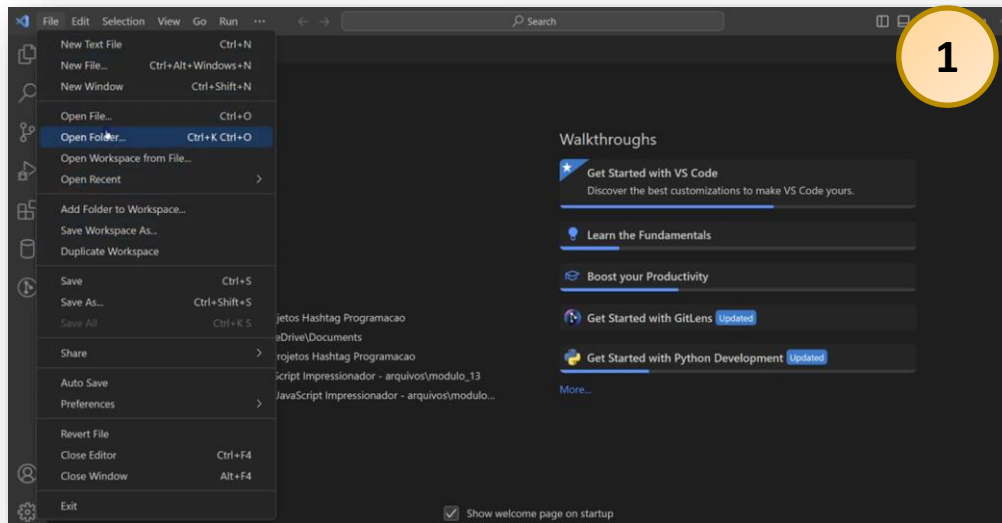 File Edit Selection View Go Run ...
Search
1
New Text File Ctrl+N
New File... Ctrl+Alt+Windows+N
New Window Ctrl+Shift+N
Open File... Ctrl+O
Open Folder... Ctrl+K Ctrl+O
Open Workspace from File...
Open Recent
Add Folder to Workspace...
Save Workspace As...
Duplicate Workspace
Save Ctrl+S
Save As... Ctrl+Shift+S
Save All Ctrl+K S
Share
Auto Save
Preferences
Revert File
Close Editor Ctrl+F4
Close Window Alt+F4
Exit
jetos Hashtag Programacao
eDrive\Documents
rojetos Hashtag Programacao
Script Impressionador - arquivos\modulo_13
JavaScript Impressionador - arquivos\modulo...
Walkthroughs
Get Started with VS Code
Discover the best customizations to make VS Code yours.
Learn the Fundamentals
Boost your Productivity
Get Started with GitLens Updated
Get Started with Python Development Updated
More...
Show welcome page on startup